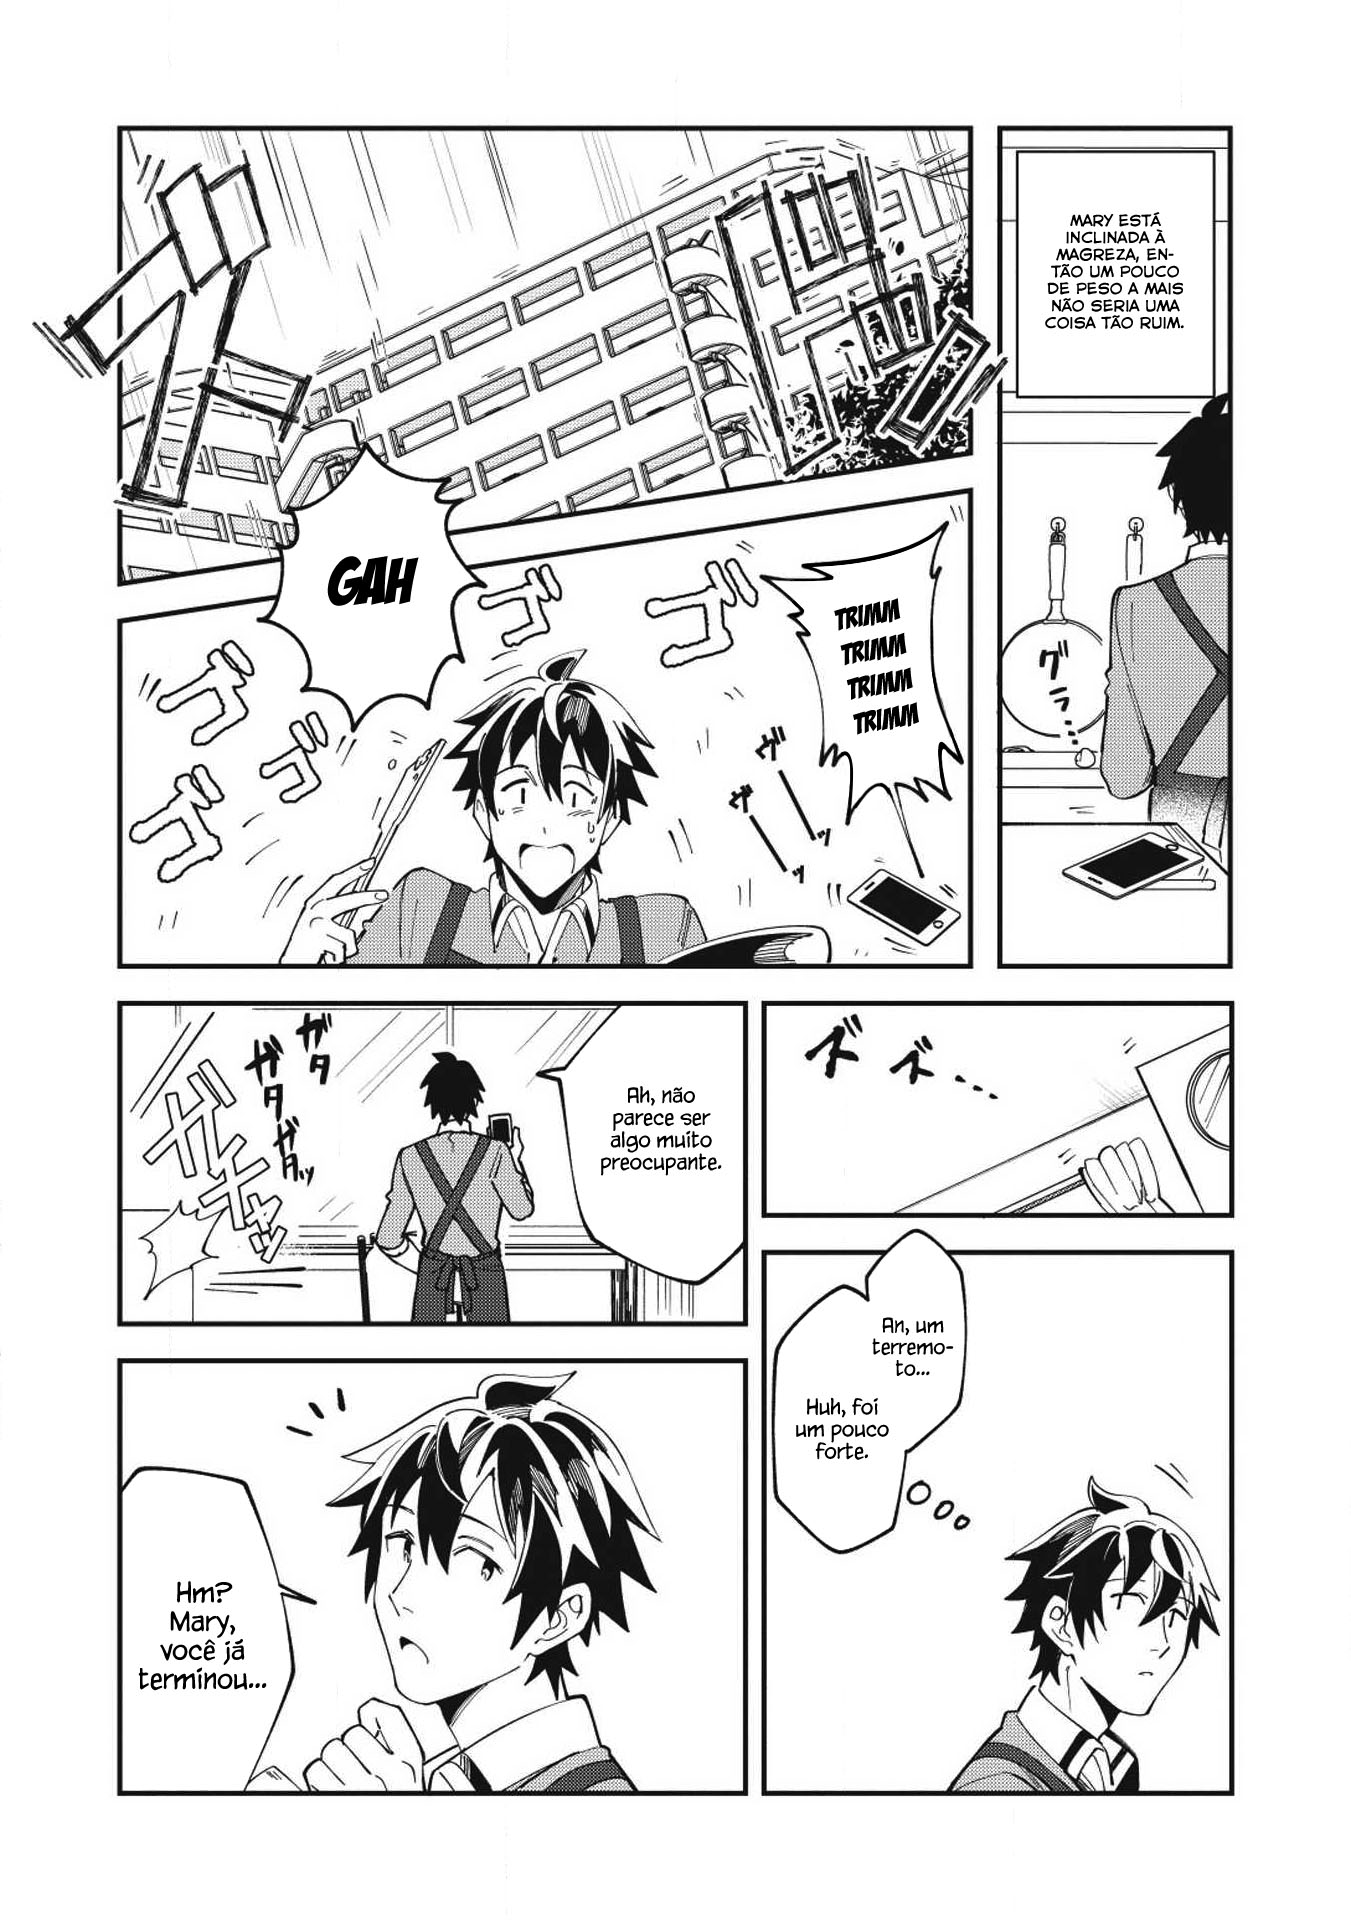 MARY ESTÁ
INCLINADA À
MAGREZA, EN-
TÃO UM POUCO
DE PESO A MAIS
NÃO SERIA UMA
COISA TÃO RUIM.
グラ…
TRIMM
TRIMM
TRIMM
TRIMM
GAH
ゴ
ゴ
ゴ
ゴ
ゴ
ヴーッ
ヴーッ
ズ
ズ…
An, um
terremo-
to...
Huh, foi
um pouco
forte.
Ah, não
parece ser
algo muito
preocupante.
ガタ
ガタ
ガタッ
ガチャッ
Hm?
Mary,
você já
terminou...